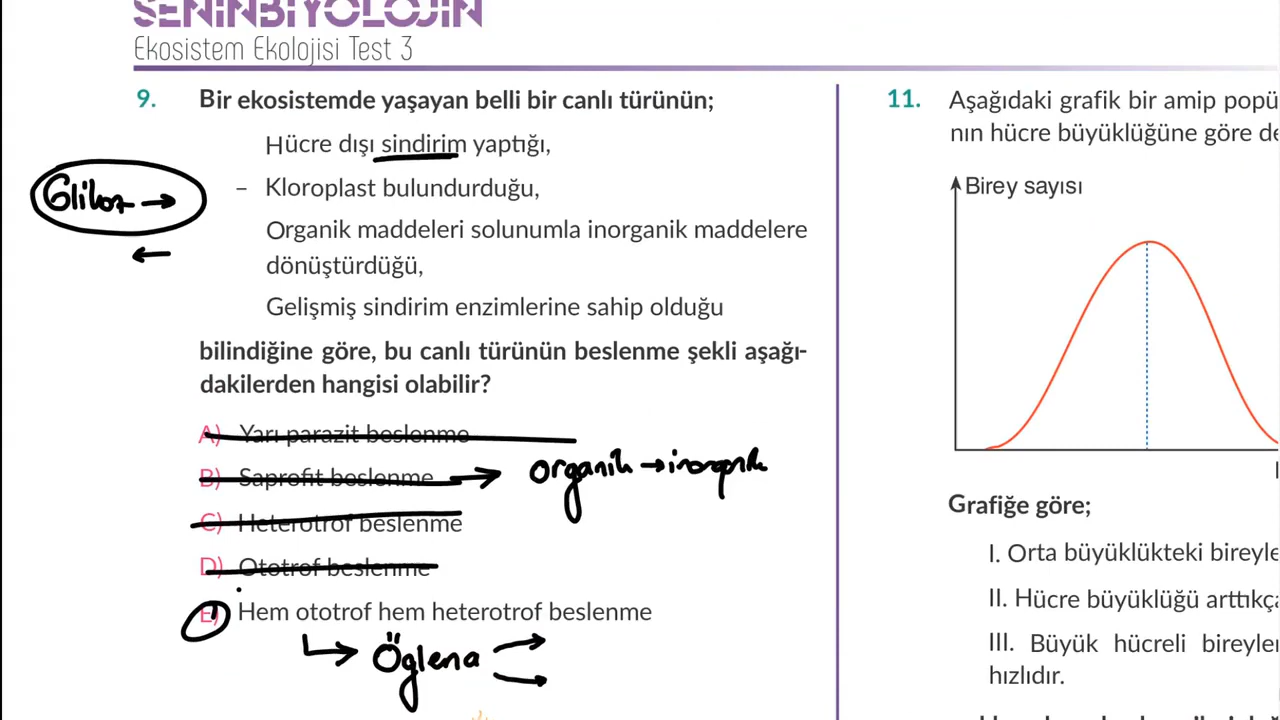 SENİNBİYOLOJİN
Ekosistem Ekolojisi Test 3
9. Bir ekosistemde yaşayan belli bir canlı türünün;
Hücre dışı sindirim yaptığı,
– Kloroplast bulundurduğu,
Organik maddeleri solunumla inorganik maddelere
dönüştürdüğü,
Gelişmiş sindirim enzimlerine sahip olduğu
bilindiğine göre, bu canlı türünün beslenme şekli aşağı-
dakilerden hangisi olabilir?
A) Yarı parazit beslenme
B) Saprofit beslenme → organik → inorganik
C) Heterotrof beslenme
D) Ototrof beslenme
E) Hem ototrof hem heterotrof beslenme
Öglena
Glikoz →
←
11. Aşağıdaki grafik bir amip popü
nın hücre büyüklüğüne göre de
Birey sayısı
Grafiğe göre;
I. Orta büyüklükteki bireyle
II. Hücre büyüklüğü arttıkça
III. Büyük hücreli bireyler
hızlıdır.